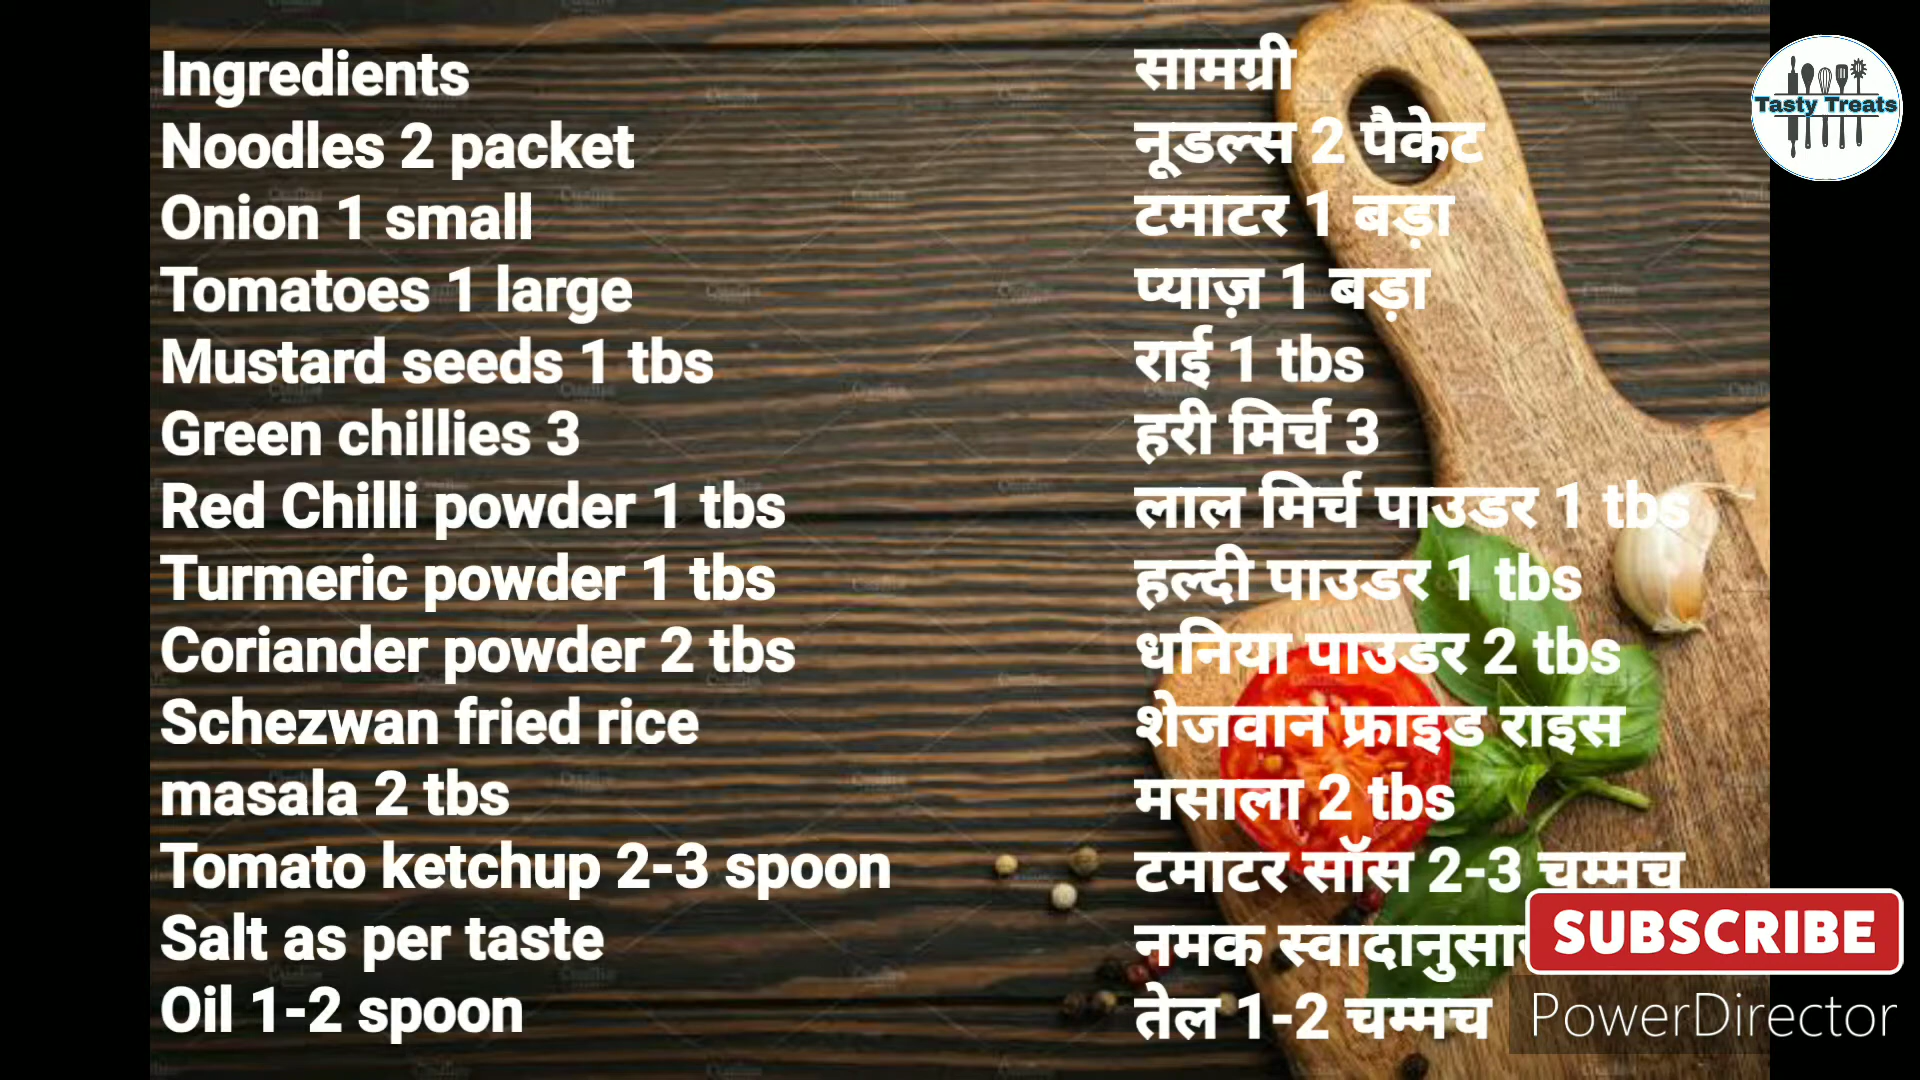 Ingredients
Noodles 2 packet
Onion 1 small
Tomatoes 1 large
Mustard seeds 1 tbs
Green chillies 3
Red Chilli powder 1 tbs
Turmeric powder 1 tbs
Coriander powder 2 tbs
Schezwan fried rice
masala 2 tbs
Tomato ketchup 2-3 spoon
Salt as per taste
Oil 1-2 spoon
सामग्री
नूडल्स 2 पैकेट
टमाटर 1 बड़ा
प्याज़ 1 बड़ा
राई 1 tbs
हरी मिर्च 3
लाल मिर्च पाउडर 1 tbs
हल्दी पाउडर 1 tbs
धनिया पाउडर 2 tbs
शेजवान फ्राइड राइस
मसाला 2 tbs
टमाटर सॉस 2-3 चम्मच
नमक
तेल 1-2 चम्मच
Tasty Treats
SUBSCRIBE
PowerDirector